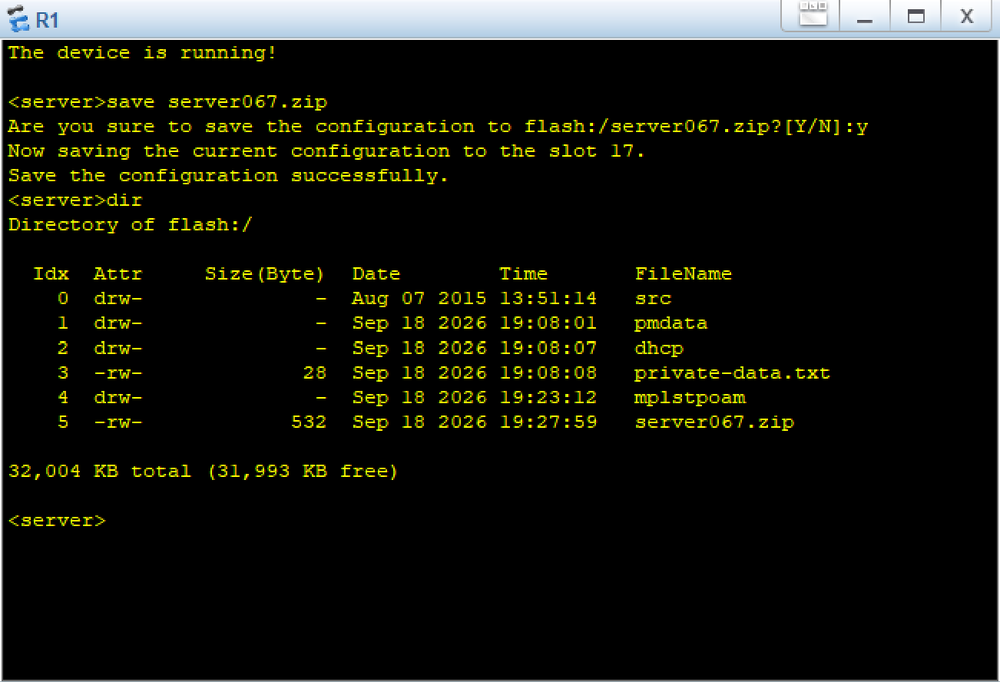 R1
The device is running!
<server>save server067.zip
Are you sure to save the configuration to flash:/server067.zip?[Y/N]:y
Now saving the current configuration to the slot 17.
Save the configuration successfully.
<server>dir
Directory of flash:/
  Idx  Attr     Size(Byte)  Date        Time       FileName
    0  drw-              -  Aug 07 2015 13:51:14   src
    1  drw-              -  Sep 18 2026 19:08:01   pmdata
    2  drw-              -  Sep 18 2026 19:08:07   dhcp
    3  -rw-             28  Sep 18 2026 19:08:08   private-data.txt
    4  drw-              -  Sep 18 2026 19:23:12   mplstpoam
    5  -rw-            532  Sep 18 2026 19:27:59   server067.zip
32,004 KB total (31,993 KB free)
<server>